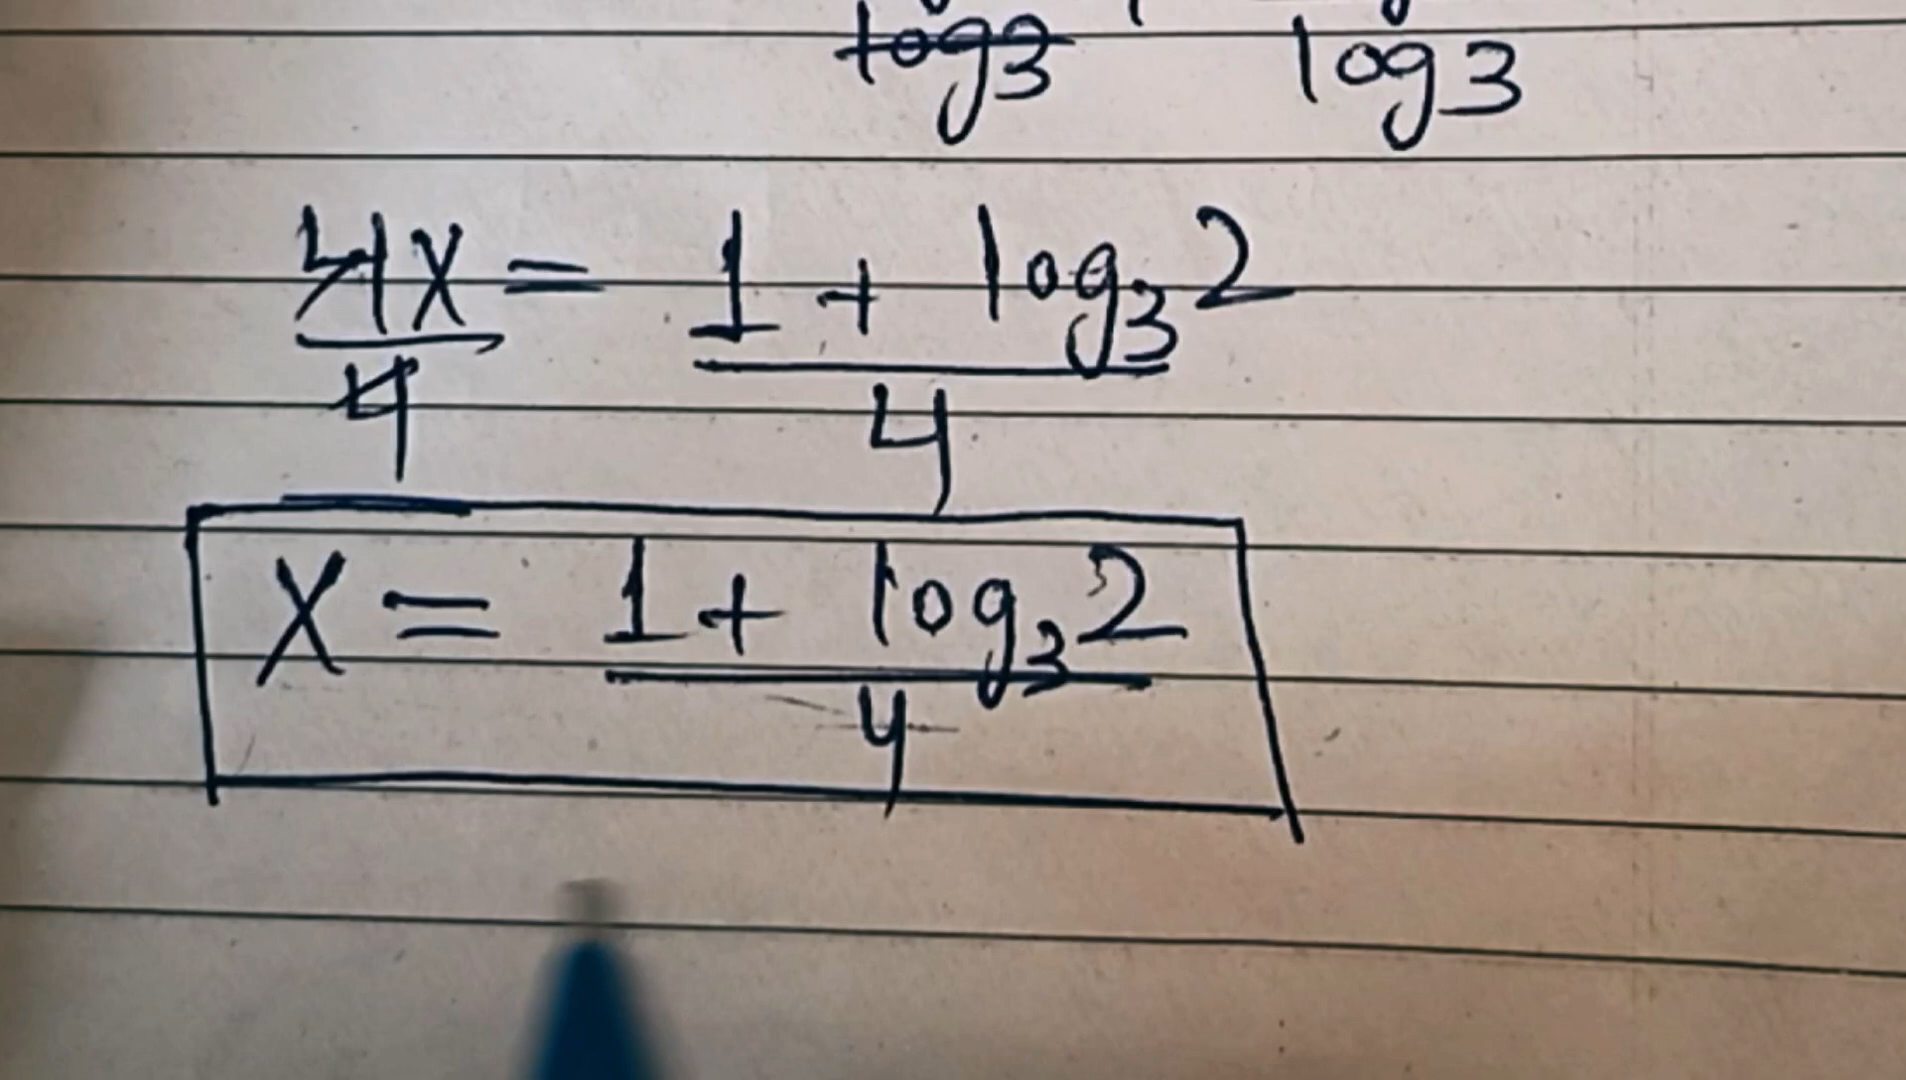 log3 log3
4x = 1 + log₃2
4 4
x = 1 + log₃2
4